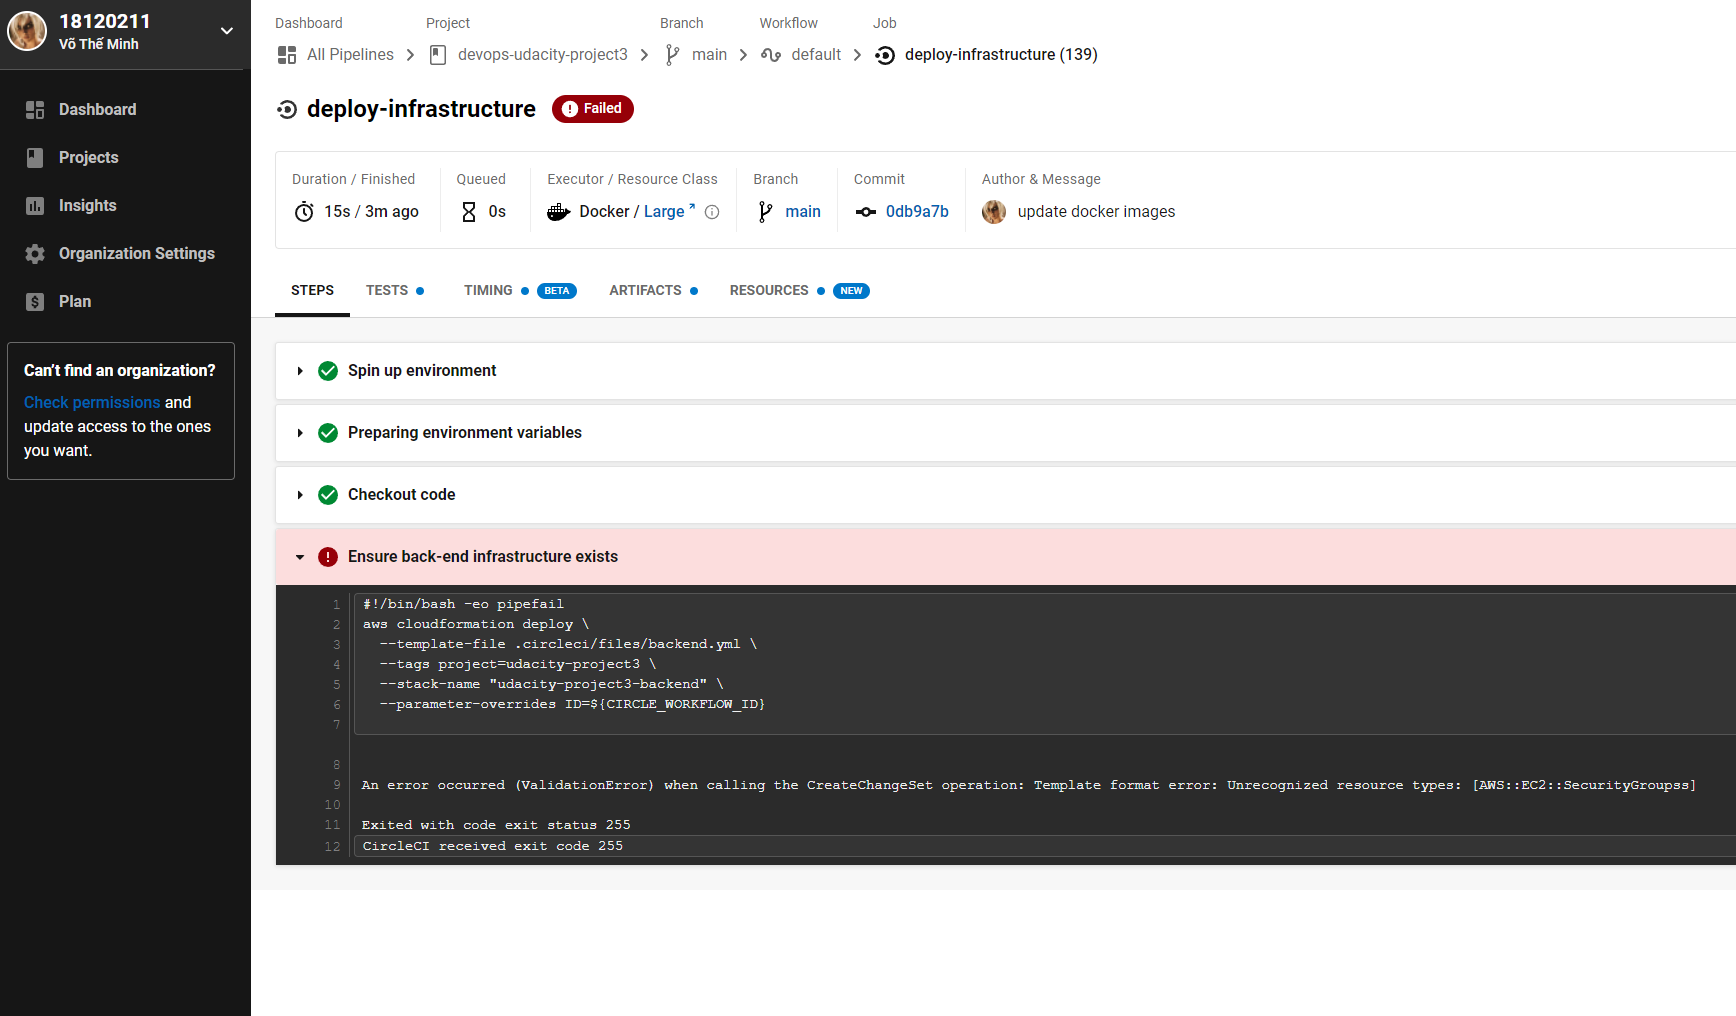 18120211
Võ Thế Minh
Dashboard
Projects
Insights
Organization Settings
Plan
Can't find an organization?
Check permissions and
update access to the ones
you want.
Dashboard Project Branch Workflow Job
All Pipelines devops-udacity-project3 main default deploy-infrastructure (139)
deploy-infrastructure Failed
Duration / Finished Queued Executor / Resource Class Branch Commit Author & Message
15s / 3m ago 0s Docker / Large main 0db9a7b update docker images
STEPS TESTS TIMING BETA ARTIFACTS RESOURCES NEW
Spin up environment
Preparing environment variables
Checkout code
Ensure back-end infrastructure exists
1 #!/bin/bash -eo pipefail
2 aws cloudformation deploy \
3 --template-file .circleci/files/backend.yml \
4 --tags project=udacity-project3 \
5 --stack-name "udacity-project3-backend" \
6 --parameter-overrides ID=${CIRCLE_WORKFLOW_ID}
7
8
9 An error occurred (ValidationError) when calling the CreateChangeSet operation: Template format error: Unrecognized resource types: [AWS::EC2::SecurityGroupss]
10
11 Exited with code exit status 255
12 CircleCI received exit code 255